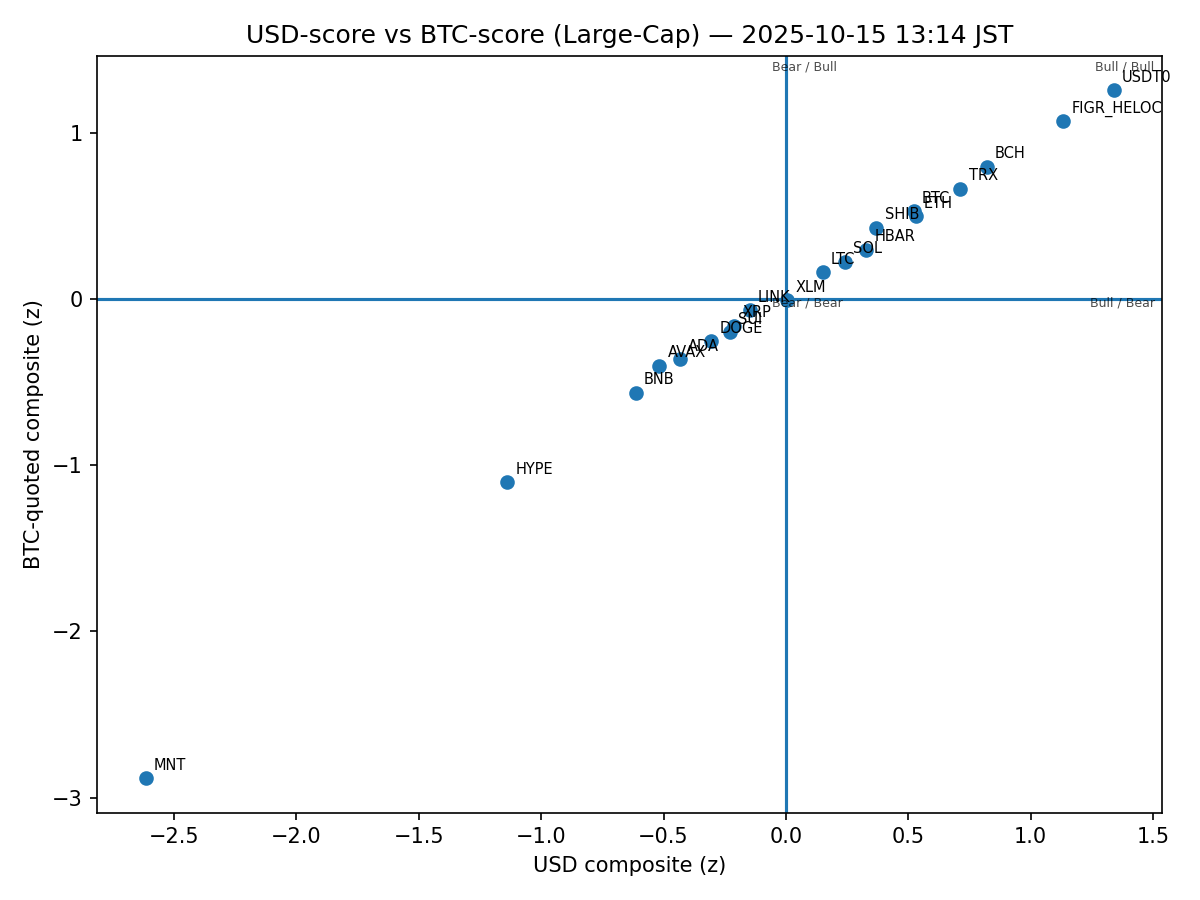 USD-score vs BTC-score (Large-Cap) — 2025-10-15 13:14 JST
Bear / Bull
Bull / Bull
USDT0
FIGR_HELOC
BCH
TRX
BTC
ETH
SHIB
HBAR
SOL
LTC
XLM
LINK
Bear / Bear
Bull / Bear
XRP
SUI
DOGE
ADA
AVAX
BNB
HYPE
MNT
1
0
−1
−2
−3
BTC-quoted composite (z)
−2.5
−2.0
−1.5
−1.0
−0.5
0.0
0.5
1.0
1.5
USD composite (z)